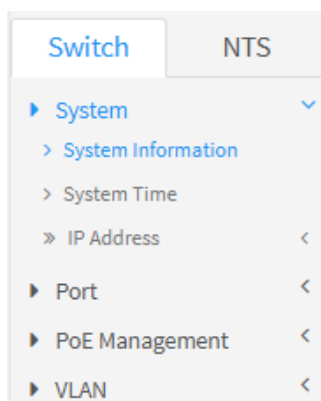 Switch NTS
System
System Information
System Time
IP Address
Port
PoE Management
VLAN